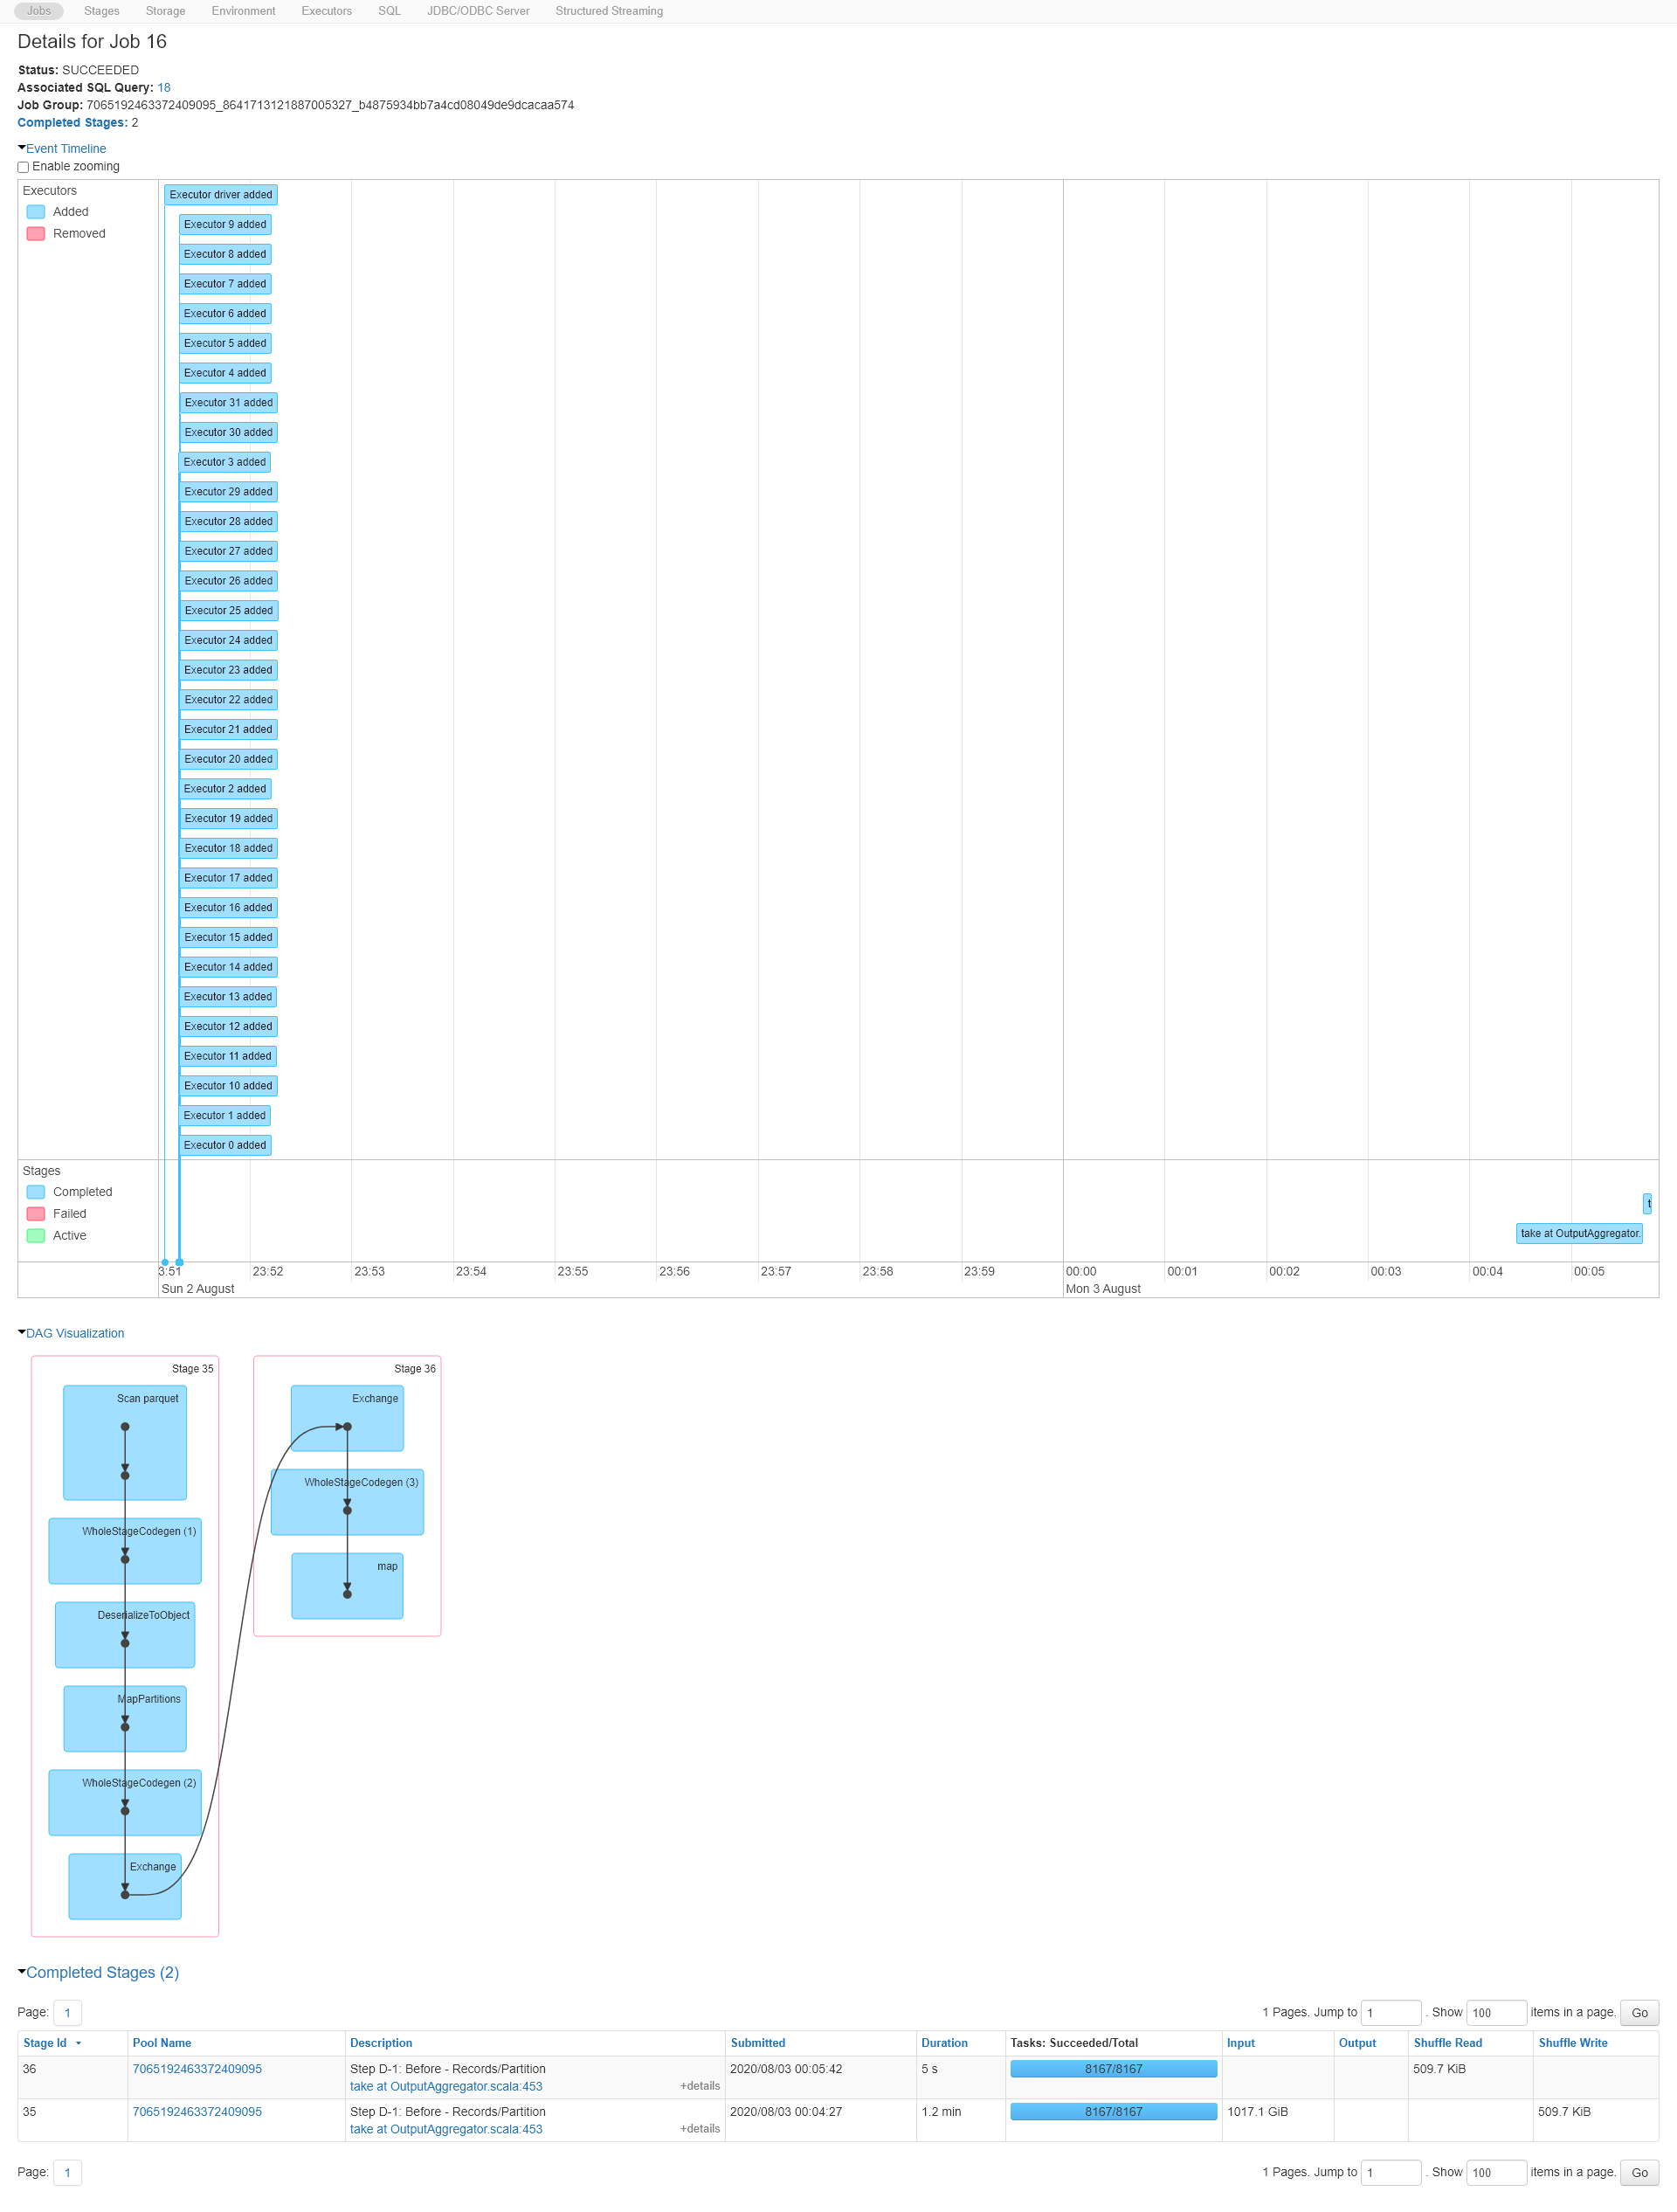 Jobs Stages Storage Environment Executors SQL JDBC/ODBC Server Structured Streaming
Details for Job 16
Status: SUCCEEDED
Associated SQL Query: 18
Job Group: 7065192463372409095_8641713121887005327_b4875934bb7a4cd08049de9dcacaa574
Completed Stages: 2
Event Timeline
Enable zooming
Executors
Added
Removed
Executor driver added
Executor 9 added
Executor 8 added
Executor 7 added
Executor 6 added
Executor 5 added
Executor 4 added
Executor 31 added
Executor 30 added
Executor 3 added
Executor 29 added
Executor 28 added
Executor 27 added
Executor 26 added
Executor 25 added
Executor 24 added
Executor 23 added
Executor 22 added
Executor 21 added
Executor 20 added
Executor 2 added
Executor 19 added
Executor 18 added
Executor 17 added
Executor 16 added
Executor 15 added
Executor 14 added
Executor 13 added
Executor 12 added
Executor 11 added
Executor 10 added
Executor 1 added
Executor 0 added
Stages
Completed
Failed
Active
t
take at OutputAggregator.
3:51 23:52 23:53 23:54 23:55 23:56 23:57 23:58 23:59 00:00 00:01 00:02 00:03 00:04 00:05
Sun 2 August Mon 3 August
DAG Visualization
Stage 35
Scan parquet
WholeStageCodegen (1)
DeserializeToObject
MapPartitions
WholeStageCodegen (2)
Exchange
Stage 36
Exchange
WholeStageCodegen (3)
map
Completed Stages (2)
Page: 1 1 Pages. Jump to 1 . Show 100 items in a page. Go
Stage Id Pool Name Description Submitted Duration Tasks: Succeeded/Total Input Output Shuffle Read Shuffle Write
36 7065192463372409095 Step D-1: Before - Records/Partition 2020/08/03 00:05:42 5 s 8167/8167 509.7 KiB
take at OutputAggregator.scala:453 +details
35 7065192463372409095 Step D-1: Before - Records/Partition 2020/08/03 00:04:27 1.2 min 8167/8167 1017.1 GiB 509.7 KiB
take at OutputAggregator.scala:453 +details
Page: 1 1 Pages. Jump to 1 . Show 100 items in a page. Go